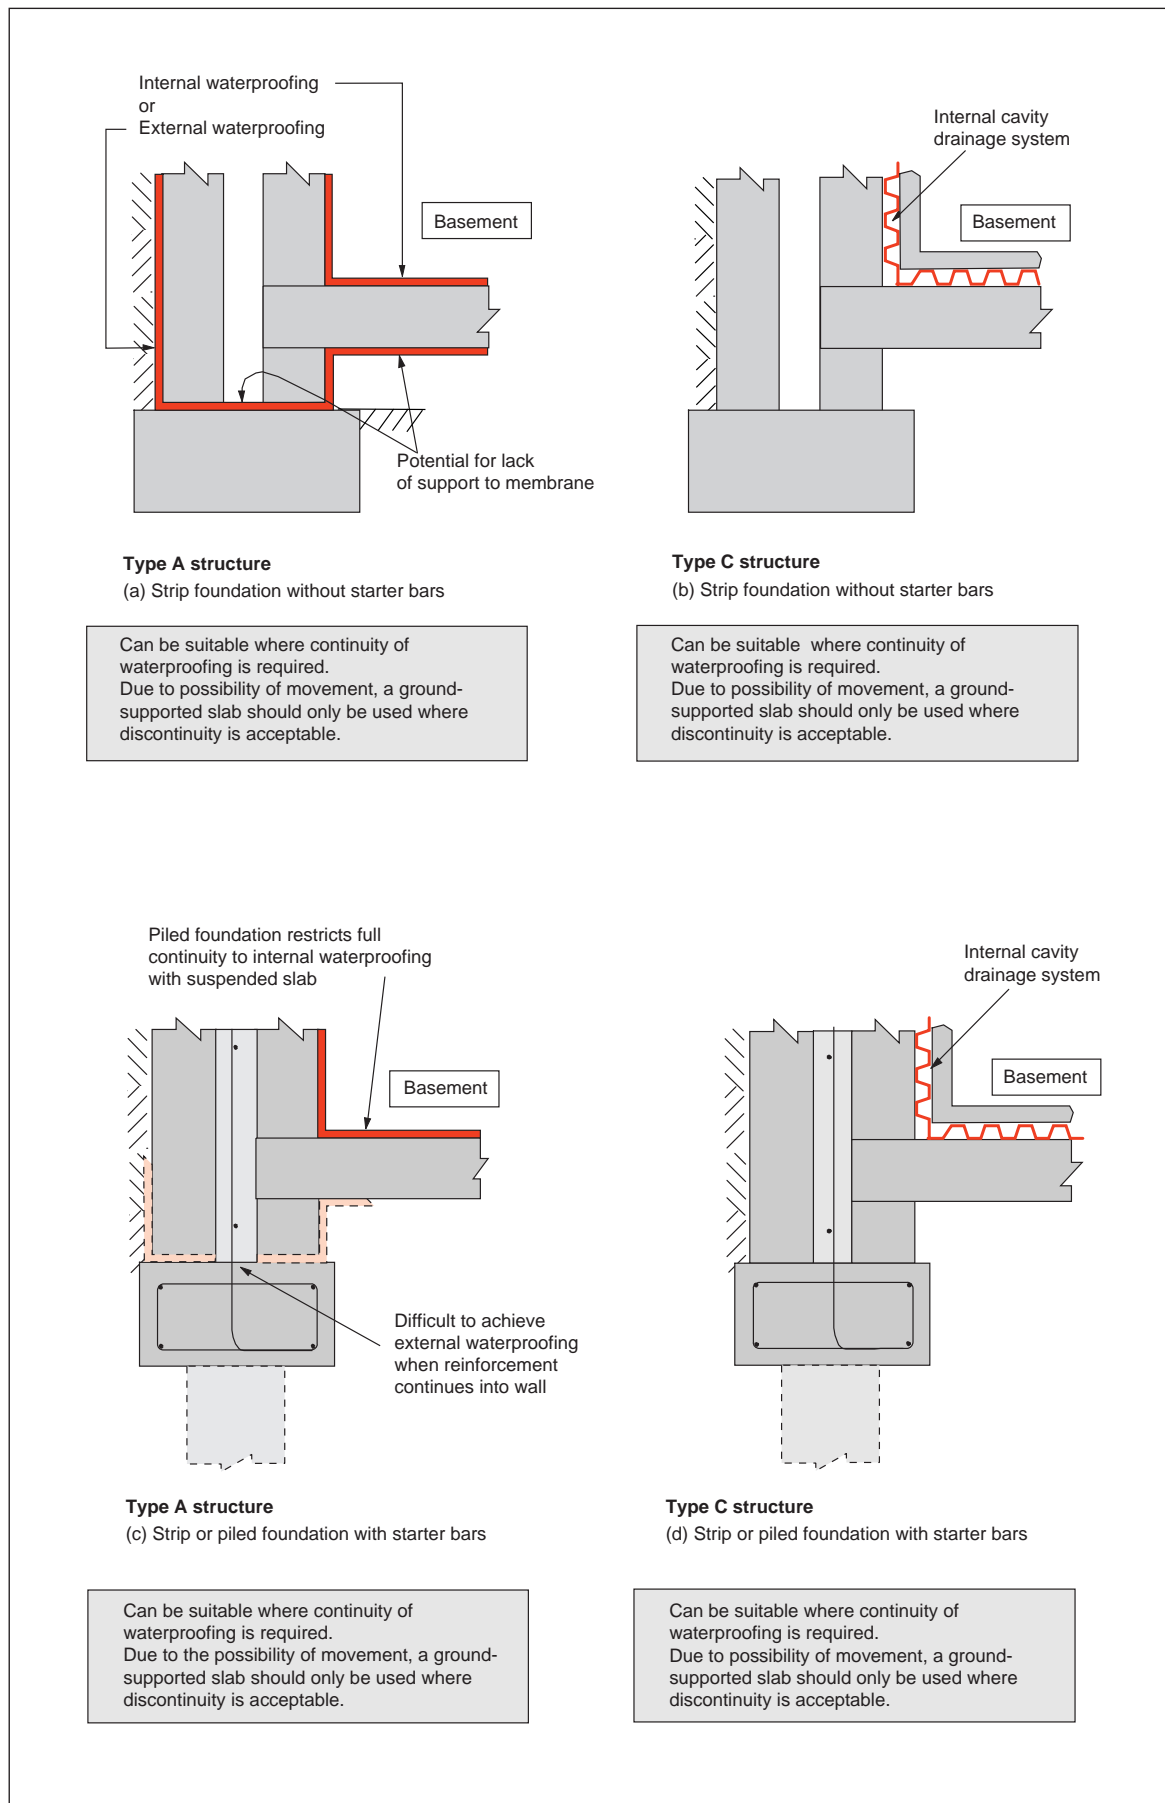 Internal waterproofing
or
External waterproofing
Basement
Potential for lack
of support to membrane
Type A structure
(a) Strip foundation without starter bars
Can be suitable where continuity of
waterproofing is required.
Due to possibility of movement, a ground-
supported slab should only be used where
discontinuity is acceptable.
Internal cavity
drainage system
Basement
Type C structure
(b) Strip foundation without starter bars
Can be suitable where continuity of
waterproofing is required.
Due to possibility of movement, a ground-
supported slab should only be used where
discontinuity is acceptable.
Piled foundation restricts full
continuity to internal waterproofing
with suspended slab
Basement
Difficult to achieve
external waterproofing
when reinforcement
continues into wall
Type A structure
(c) Strip or piled foundation with starter bars
Can be suitable where continuity of
waterproofing is required.
Due to the possibility of movement, a ground-
supported slab should only be used where
discontinuity is acceptable.
Internal cavity
drainage system
Basement
Type C structure
(d) Strip or piled foundation with starter bars
Can be suitable where continuity of
waterproofing is required.
Due to possibility of movement, a ground-
supported slab should only be used where
discontinuity is acceptable.